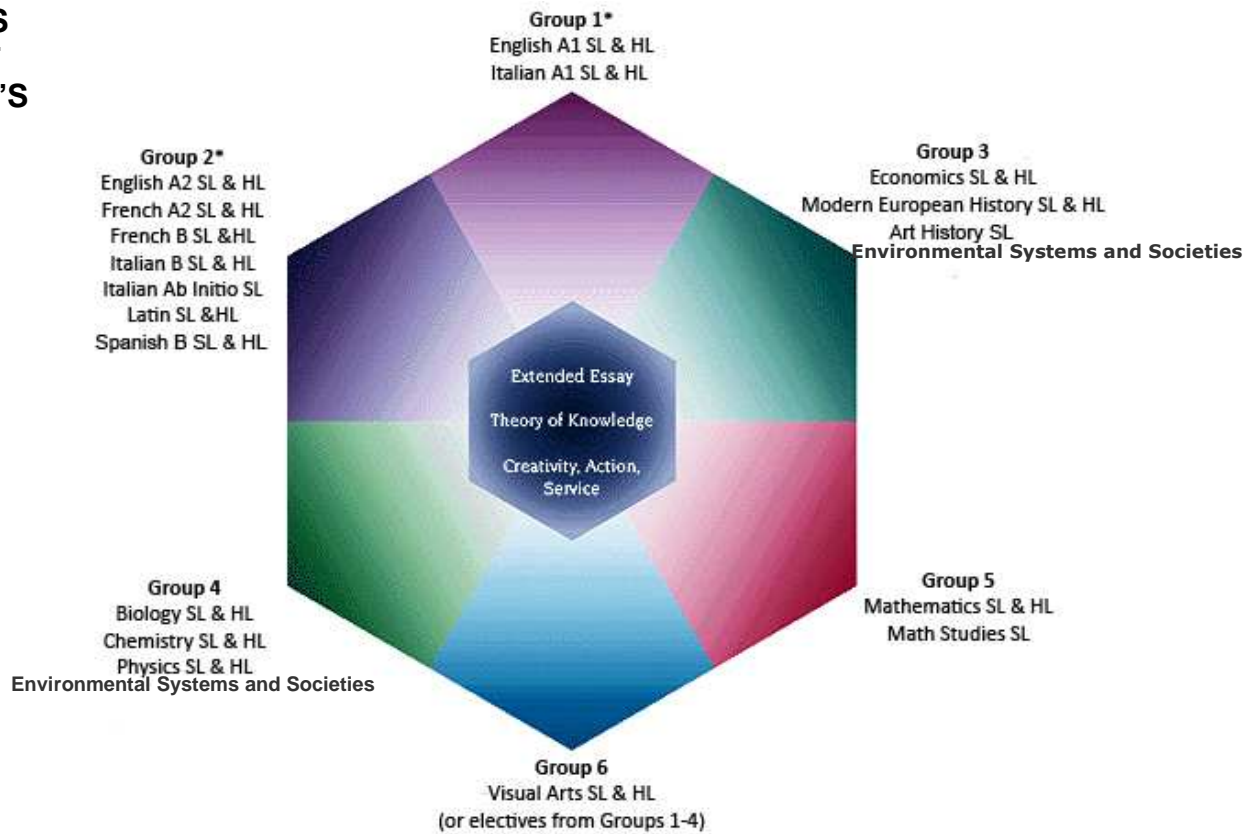 S
'S
Group 1*
English A1 SL & HL
Italian A1 SL & HL
Group 2*
English A2 SL & HL
French A2 SL & HL
French B SL &HL
Italian B SL & HL
Italian Ab Initio SL
Latin SL &HL
Spanish B SL & HL
Group 3
Economics SL & HL
Modern European History SL & HL
Art History SL
Environmental Systems and Societies
Extended Essay
Theory of Knowledge
Creativity, Action,
Service
Group 4
Biology SL & HL
Chemistry SL & HL
Physics SL & HL
Environmental Systems and Societies
Group 5
Mathematics SL & HL
Math Studies SL
Group 6
Visual Arts SL & HL
(or electives from Groups 1-4)